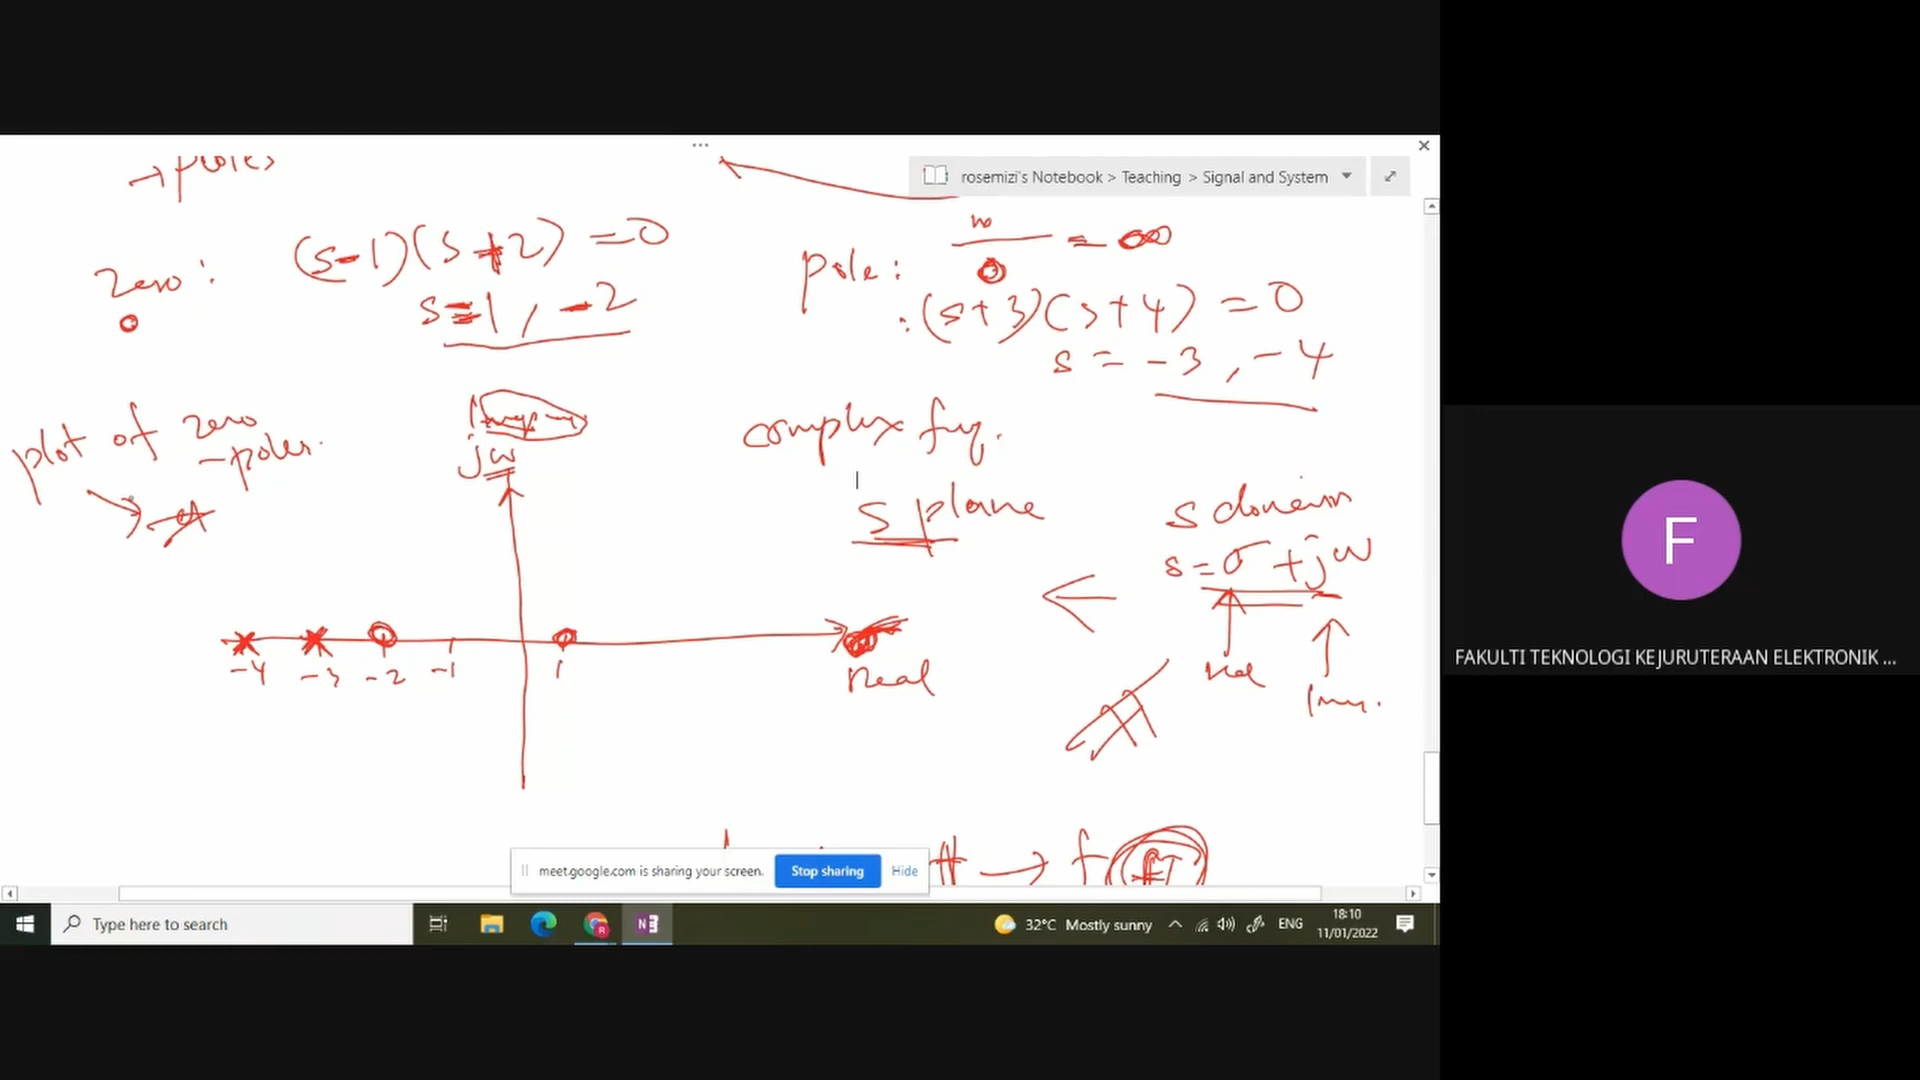 → poles
rosemizi's Notebook > Teaching > Signal and System
zero: (s-1)(s+2) = 0
s = 1, -2
pole: — = ∞
0
: (s+3)(s+4) = 0
s = -3, -4
plot of zero
-poles.
jw
complex freq.
s plane
s domain
s = σ + jw
Real
Im.
-4 -3 -2 -1 1
Real
→ f
meet.google.com is sharing your screen. Stop sharing Hide
Type here to search
32°C Mostly sunny
ENG
18:10
11/01/2022
F
FAKULTI TEKNOLOGI KEJURUTERAAN ELEKTRONIK ...